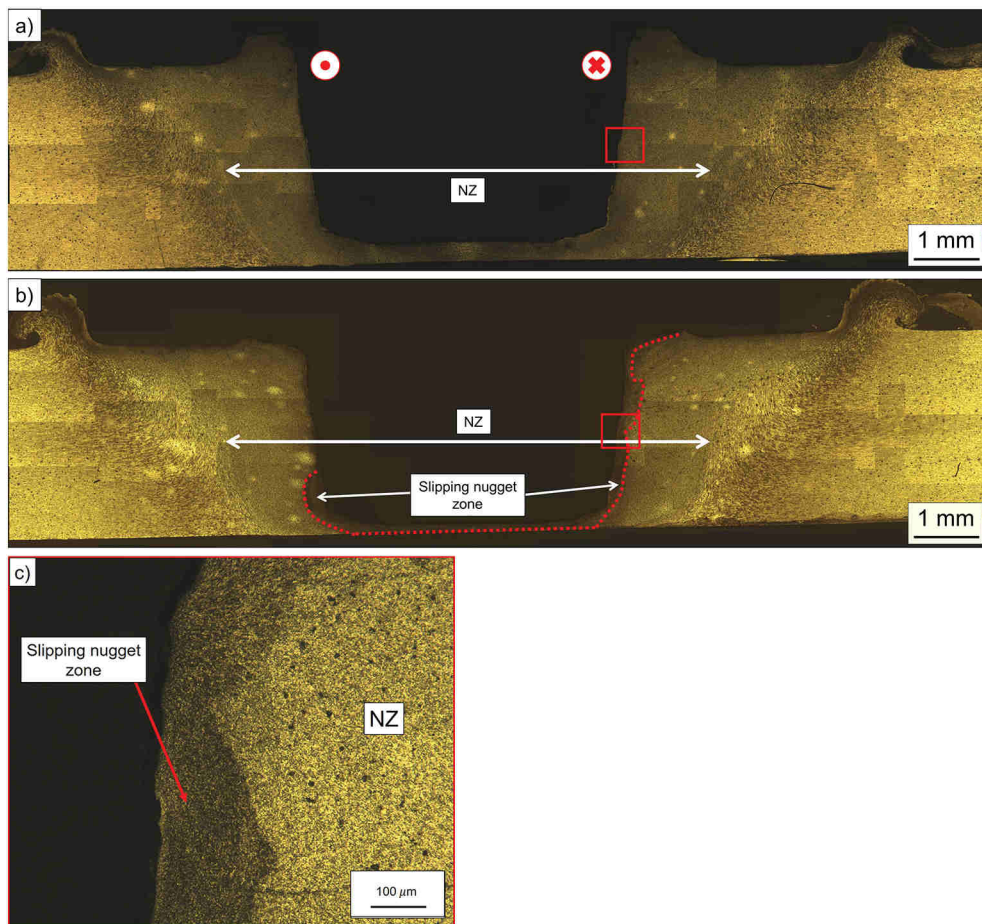 a)
NZ
1 mm
b)
NZ
Slipping nugget
zone
1 mm
c)
Slipping nugget
zone
NZ
100 μm